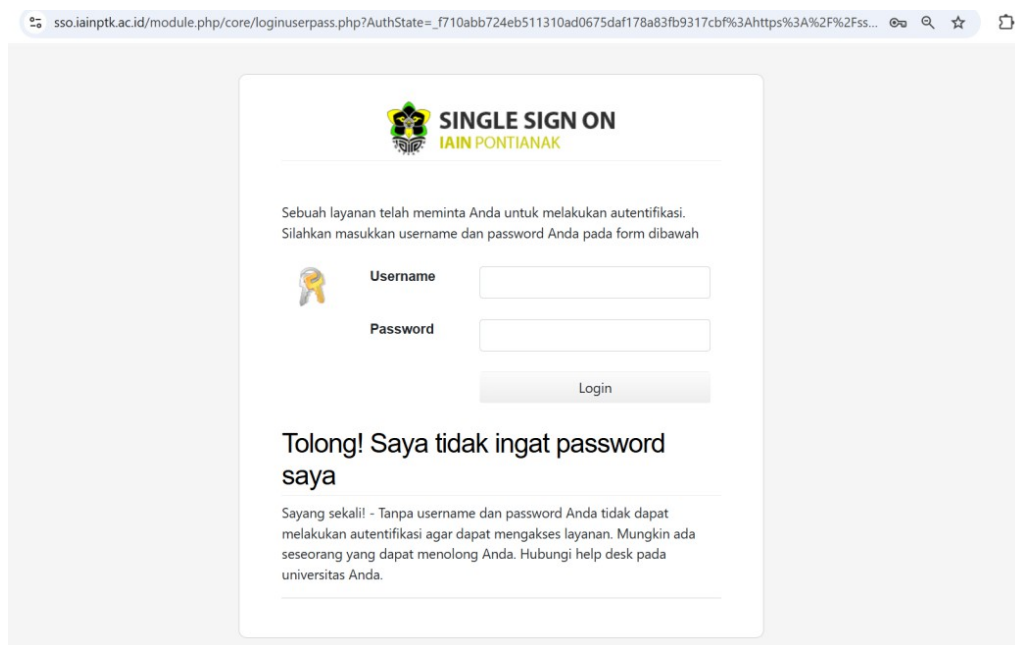 sso.iainptk.ac.id/module.php/core/loginuserpass.php?AuthState=_f710abb724eb511310ad0675daf178a83fb9317cbf%3Ahttps%3A%2F%2Fss...
SINGLE SIGN ON
IAIN PONTIANAK
Sebuah layanan telah meminta Anda untuk melakukan autentifikasi.
Silahkan masukkan username dan password Anda pada form dibawah
Username
Password
Login
Tolong! Saya tidak ingat password
saya
Sayang sekali! - Tanpa username dan password Anda tidak dapat
melakukan autentifikasi agar dapat mengakses layanan. Mungkin ada
seseorang yang dapat menolong Anda. Hubungi help desk pada
universitas Anda.